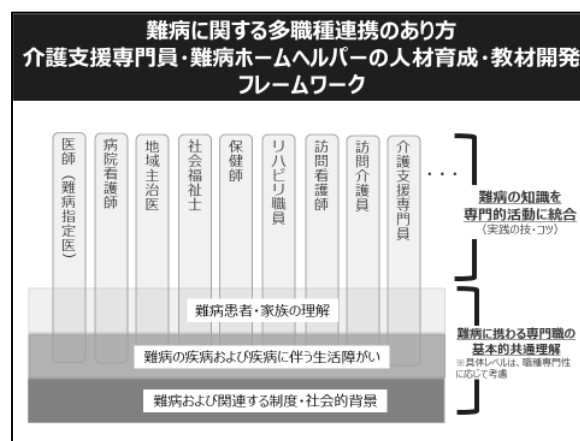 難病に関する多職種連携のあり方
介護支援専門員・難病ホームヘルパーの人材育成・教材開発
フレームワーク
医師(難病指定医)
病院看護師
地域主治医
社会福祉士
保健師
リハビリ職員
訪問看護師
訪問介護員
介護支援専門員
・・・
難病の知識を
専門的活動に統合
(実践の技・コツ)
難病患者・家族の理解
難病の疾病および疾病に伴う生活障がい
難病および関連する制度・社会的背景
難病に携わる専門職の
基本的共通理解
※具体レベルは、職種専門性
に応じて考慮